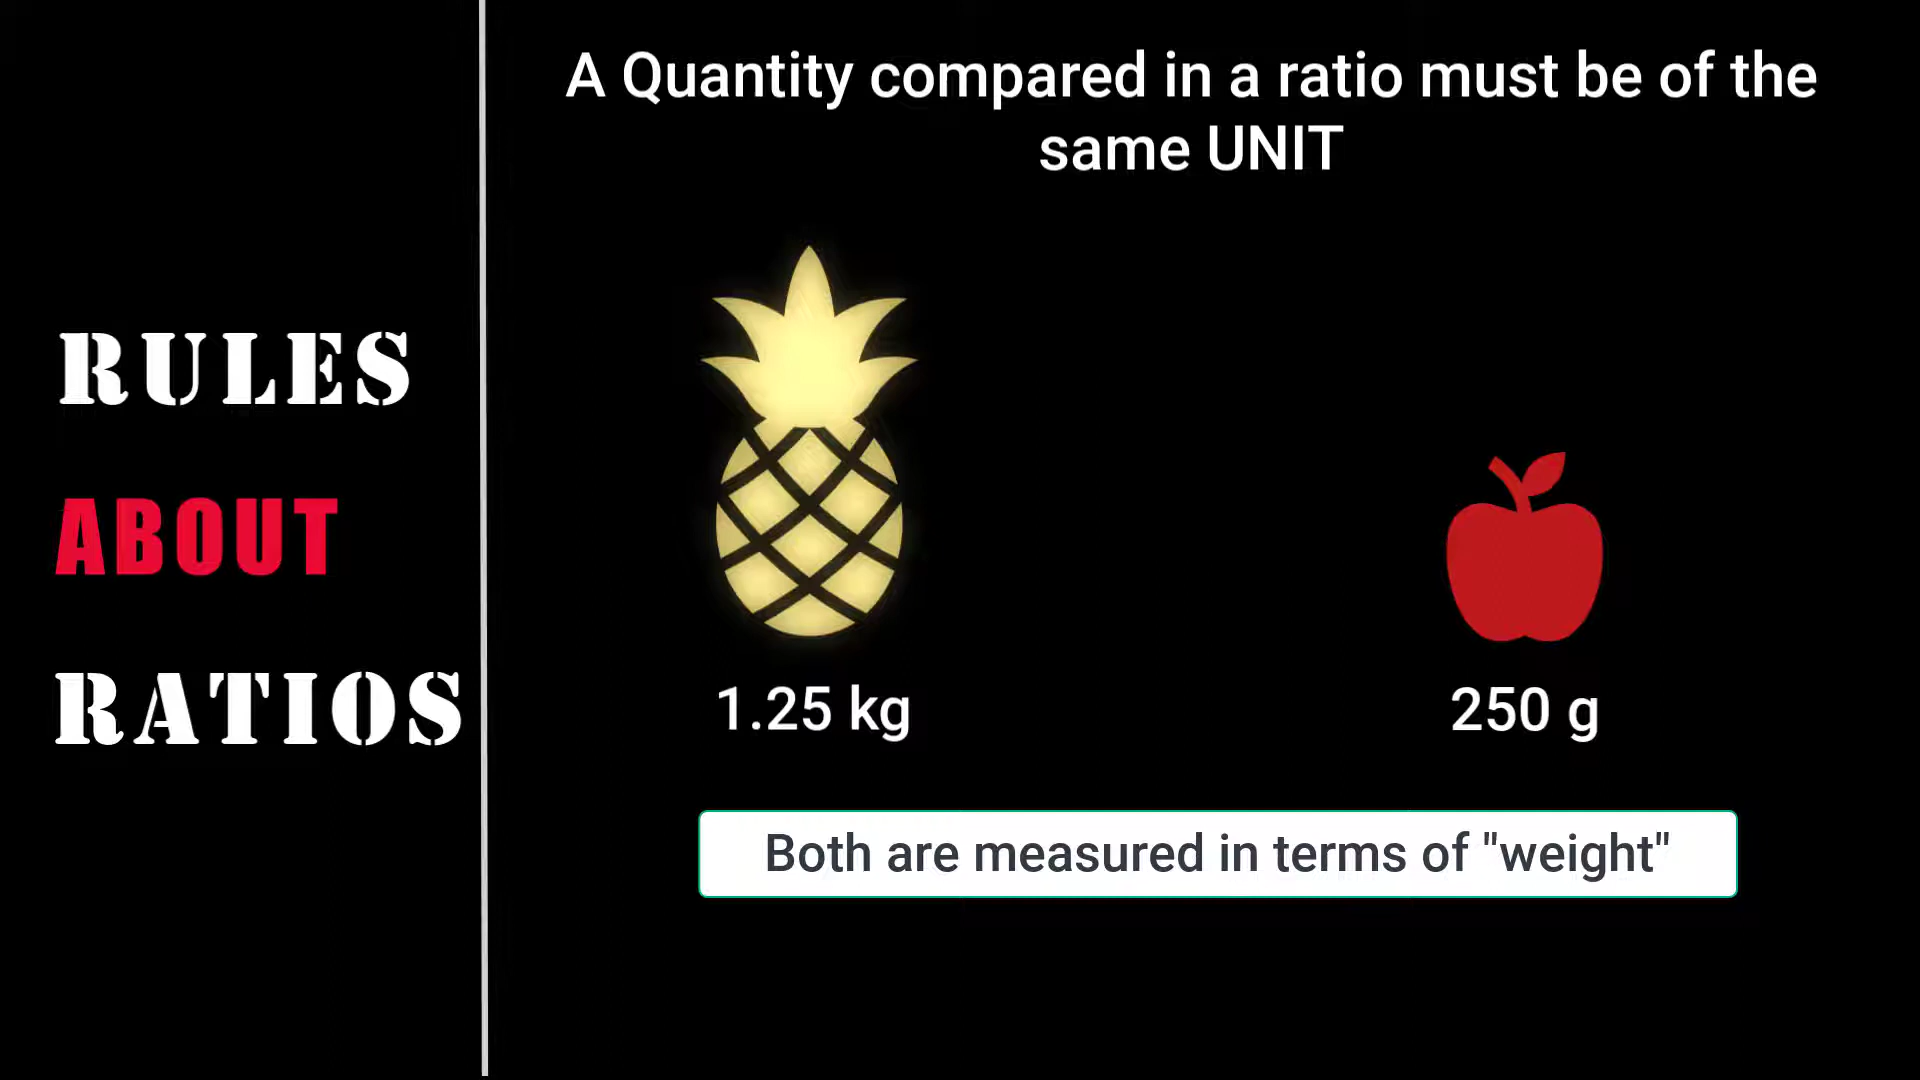 RULES
ABOUT
RATIOS
A Quantity compared in a ratio must be of the
same UNIT
1.25 kg
250 g
Both are measured in terms of "weight"